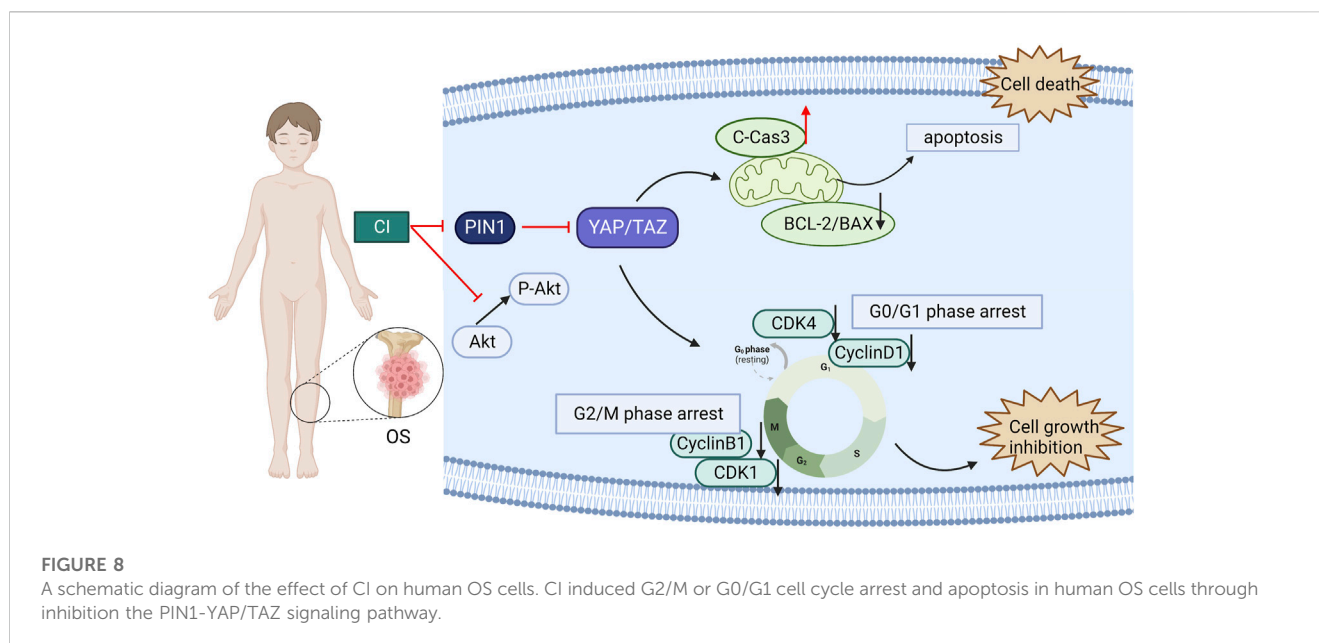 Cell death
C-Cas3
apoptosis
BCL-2/BAX
CI
PIN1
YAP/TAZ
P-Akt
Akt
OS
CDK4
G0/G1 phase arrest
CyclinD1
G₀ phase
(resting)
G₁
S
G₂
M
G2/M phase arrest
CyclinB1
CDK1
Cell growth
inhibition
FIGURE 8
A schematic diagram of the effect of CI on human OS cells. CI induced G2/M or G0/G1 cell cycle arrest and apoptosis in human OS cells through
inhibition the PIN1-YAP/TAZ signaling pathway.